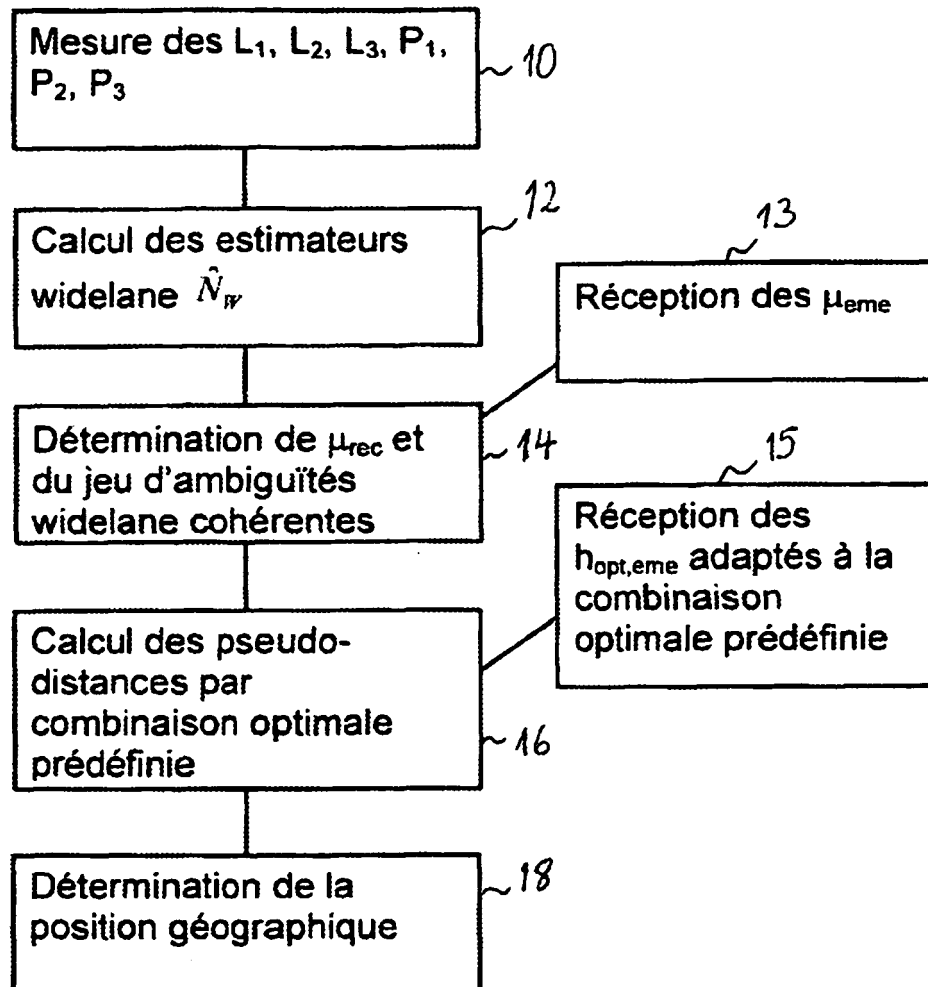 Mesure des L₁, L₂, L₃, P₁,
P₂, P₃
10
Calcul des estimateurs
widelane N̂_W
12
Réception des μ_eme
13
Détermination de μ_rec et
du jeu d'ambiguïtés
widelane cohérentes
14
Réception des
h_opt,eme adaptés à la
combinaison
optimale prédéfinie
15
Calcul des pseudo-
distances par
combinaison optimale
prédéfinie
16
Détermination de la
position géographique
18